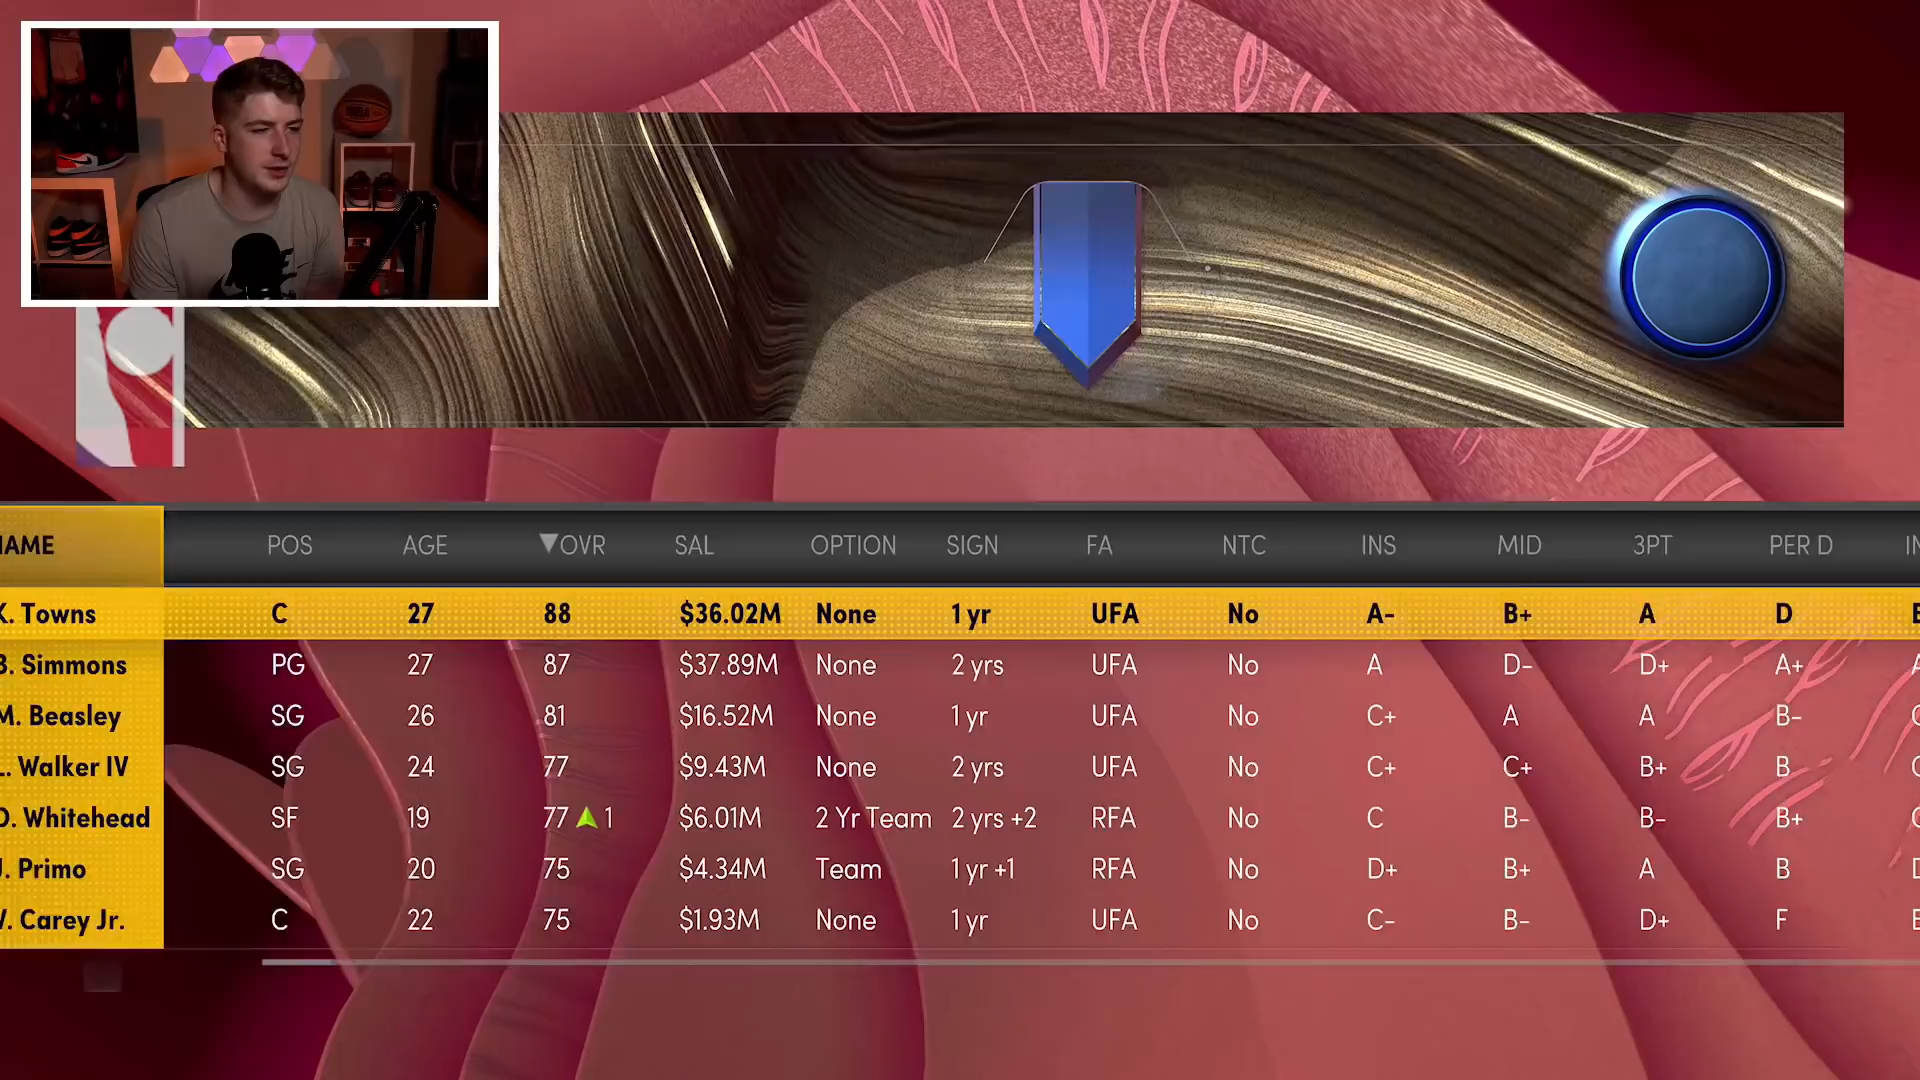 NAME POS AGE ▼OVR SAL OPTION SIGN FA NTC INS MID 3PT PER D
K. Towns C 27 88 $36.02M None 1 yr UFA No A- B+ A D
B. Simmons PG 27 87 $37.89M None 2 yrs UFA No A D- D+ A+
M. Beasley SG 26 81 $16.52M None 1 yr UFA No C+ A A B-
L. Walker IV SG 24 77 $9.43M None 2 yrs UFA No C+ C+ B+ B
D. Whitehead SF 19 77 ▲ 1 $6.01M 2 Yr Team 2 yrs +2 RFA No C B- B- B+
J. Primo SG 20 75 $4.34M Team 1 yr +1 RFA No D+ B+ A B
V. Carey Jr. C 22 75 $1.93M None 1 yr UFA No C- B- D+ F